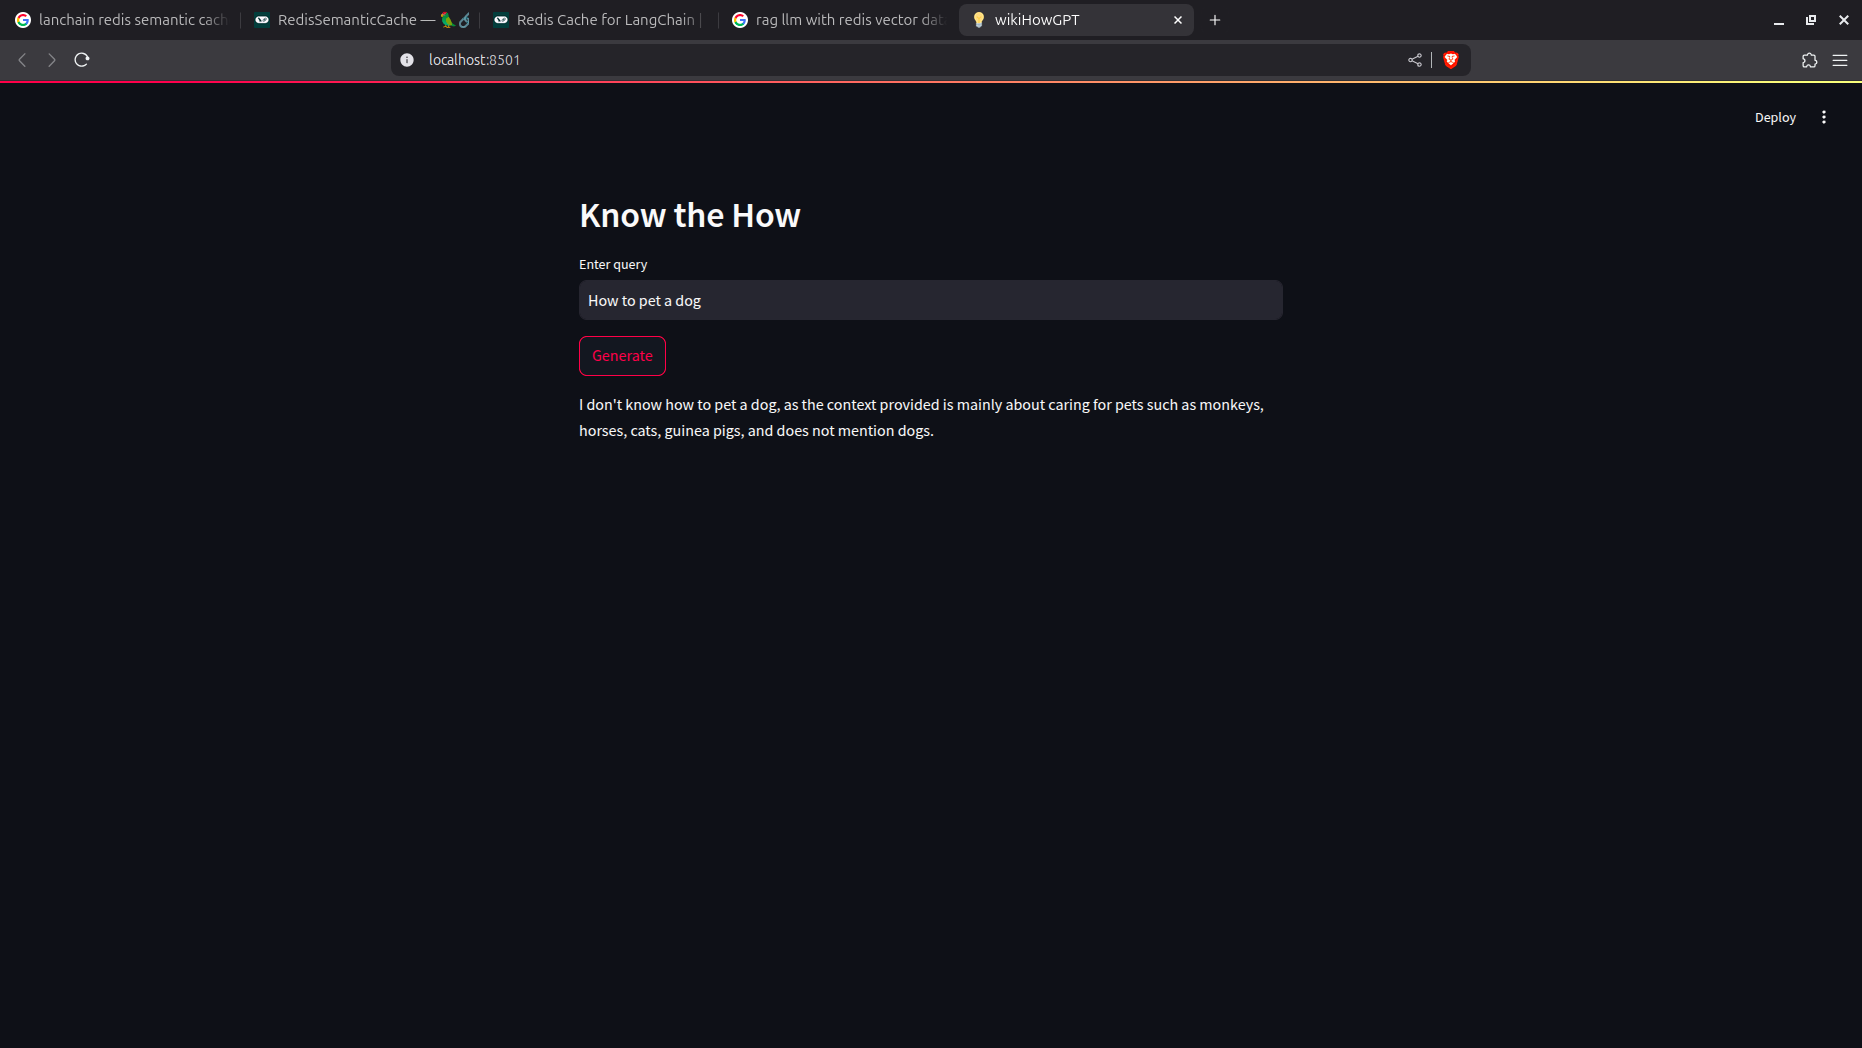 lanchain redis semantic cach
RedisSemanticCache —
Redis Cache for LangChain |
rag llm with redis vector dat
wikiHowGPT
localhost:8501
Deploy
Know the How
Enter query
How to pet a dog
Generate
I don't know how to pet a dog, as the context provided is mainly about caring for pets such as monkeys,
horses, cats, guinea pigs, and does not mention dogs.